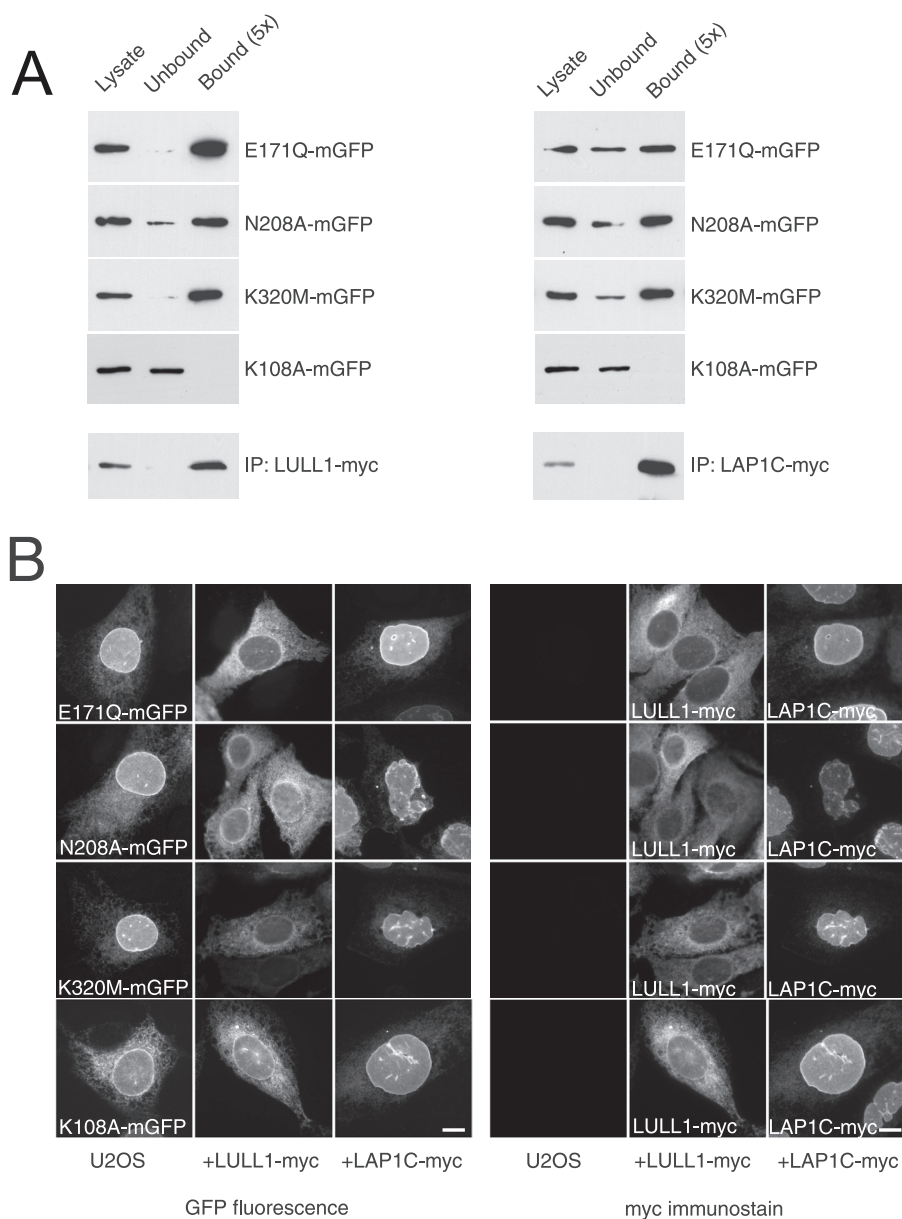 A
Lysate Unbound Bound (5x)
Lysate Unbound Bound (5x)
E171Q-mGFP
E171Q-mGFP
N208A-mGFP
N208A-mGFP
K320M-mGFP
K320M-mGFP
K108A-mGFP
K108A-mGFP
IP: LULL1-myc
IP: LAP1C-myc
B
E171Q-mGFP
LULL1-myc
LAP1C-myc
N208A-mGFP
LULL1-myc
LAP1C-myc
K320M-mGFP
LULL1-myc
LAP1C-myc
K108A-mGFP
LULL1-myc
LAP1C-myc
U2OS +LULL1-myc +LAP1C-myc
U2OS +LULL1-myc +LAP1C-myc
GFP fluorescence
myc immunostain